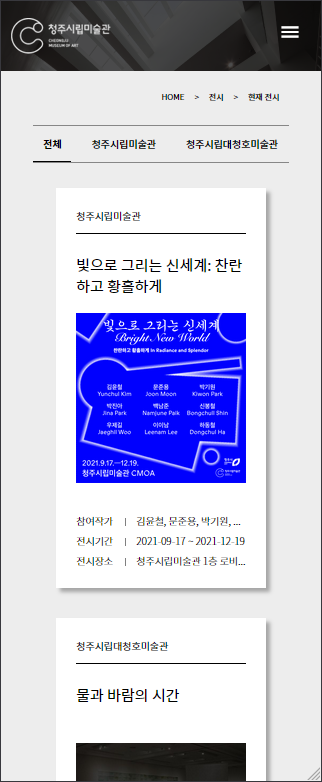 청주시립미술관
CHEONGJU
MUSEUM OF ART
HOME > 전시 > 현재 전시
전체 청주시립미술관 청주시립대청호미술관
청주시립미술관
빛으로 그리는 신세계: 찬란
하고 황홀하게
빛으로 그리는 신세계
Bright New World
찬란하고 황홀하게 In Radiance and Splendor
김윤철 문준용 박기원
Yunchul Kim Joon Moon Kiwon Park
박진아 백남준 신봉철
Jina Park Namjune Paik Bongchull Shin
우제길 이이남 하동철
Jaeghil Woo Leenam Lee Dongchul Ha
2021.9.17.—12.19.
청주시립미술관 CMOA
참여작가 | 김윤철, 문준용, 박기원, ...
전시기간 | 2021-09-17 ~ 2021-12-19
전시장소 | 청주시립미술관 1층 로비...
청주시립대청호미술관
물과 바람의 시간